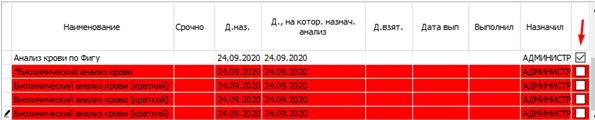 Наименование Срочно Д.наз. Д., на котор. назнач. анализ Д.взят. Дата вып Выполнил Назначил
Анализ крови по Фигу 24.09.2020 24.09.2020 АДМИНИСТР
*Биохимический анализ крови 24.09.2020 24.09.2020 АДМИНИСТР
Биохимический анализ крови (краткий) 24.09.2020 24.09.2020 АДМИНИСТР
Биохимический анализ крови (краткий) 24.09.2020 24.09.2020 АДМИНИСТР
Биохимический анализ крови (краткий) 24.09.2020 24.09.2020 АДМИНИСТР